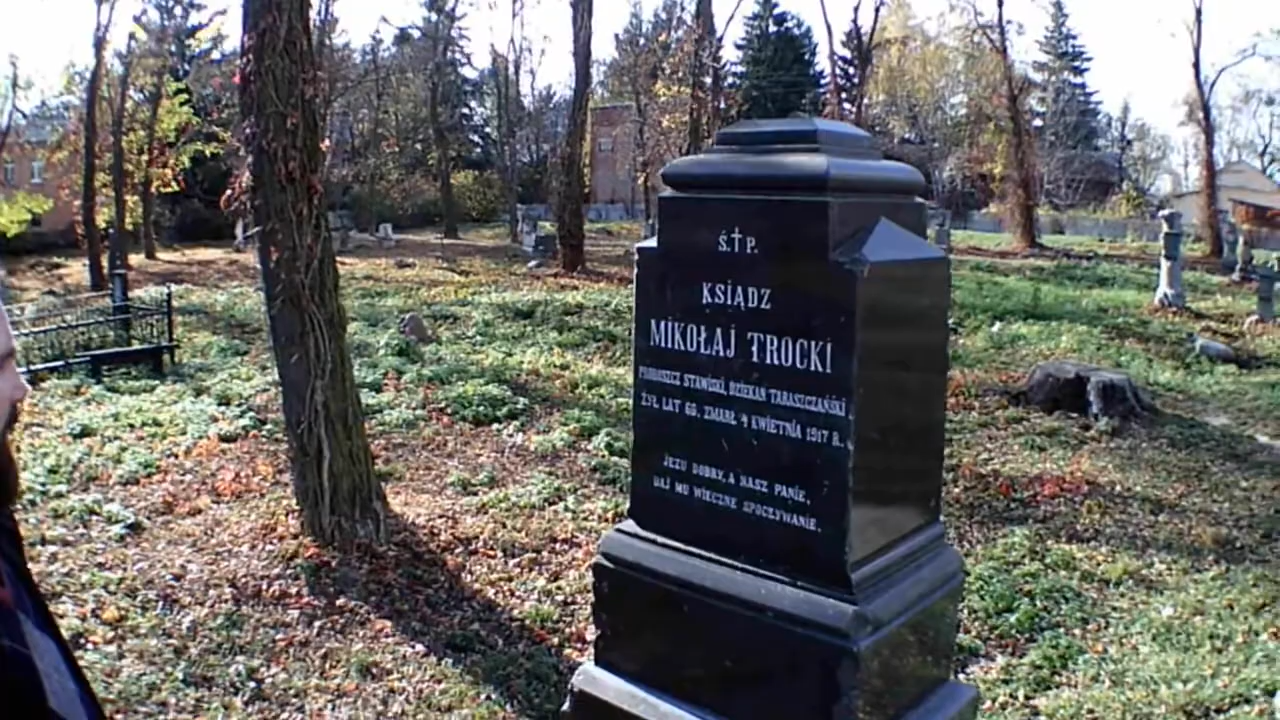 Ś.†P.
KSIĄDZ
MIKOŁAJ TROCKI
PROBOSZCZ STAWISKI, DZIEKAN TARASZCZAŃSKI
ŻYŁ LAT 60. ZMARŁ 9 KWIETNIA 1917 R.
JEZU DOBRY, A NASZ PANIE,
DAJ MU WIECZNE SPOCZYWANIE.